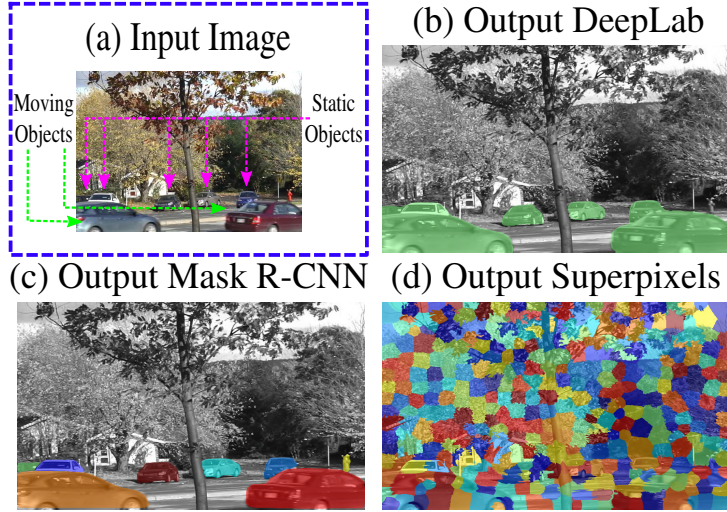 (a) Input Image
Moving
Objects
Static
Objects
(b) Output DeepLab
(c) Output Mask R-CNN
(d) Output Superpixels